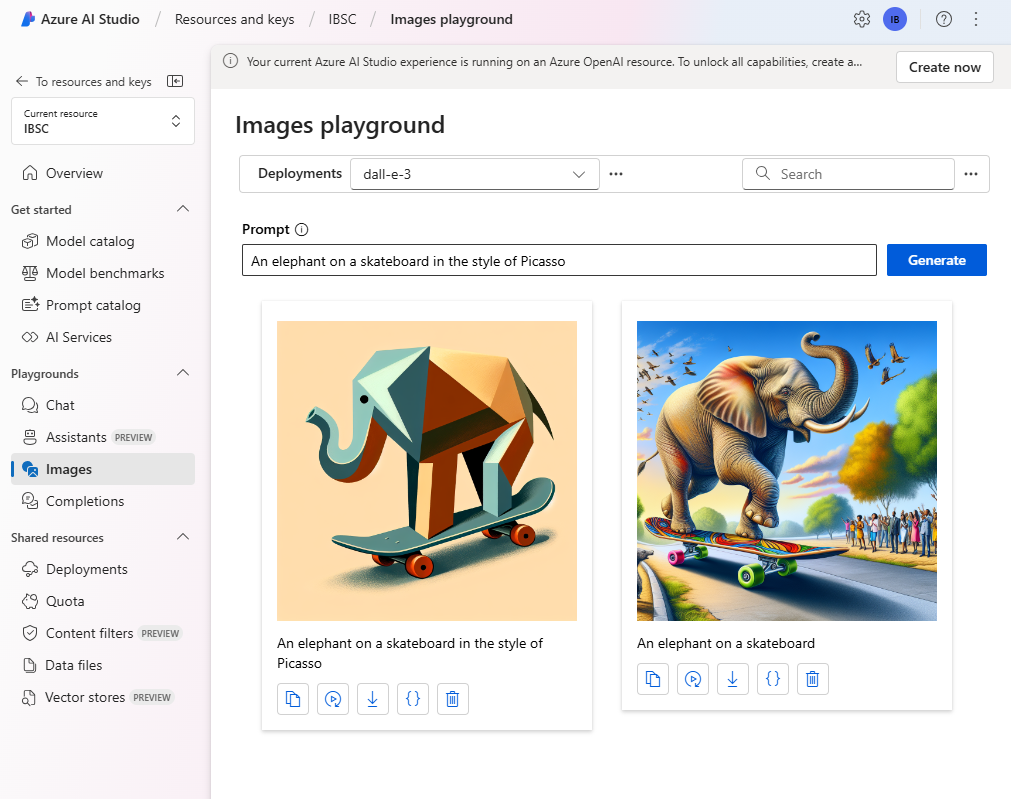 Azure AI Studio / Resources and keys / IBSC / Images playground
IB
To resources and keys
Current resource
IBSC
Overview
Get started
Model catalog
Model benchmarks
Prompt catalog
AI Services
Playgrounds
Chat
Assistants PREVIEW
Images
Completions
Shared resources
Deployments
Quota
Content filters PREVIEW
Data files
Vector stores PREVIEW
Your current Azure AI Studio experience is running on an Azure OpenAI resource. To unlock all capabilities, create a...
Create now
Images playground
Deployments dall-e-3
Search
Prompt
An elephant on a skateboard in the style of Picasso
Generate
An elephant on a skateboard in the style of
Picasso
An elephant on a skateboard